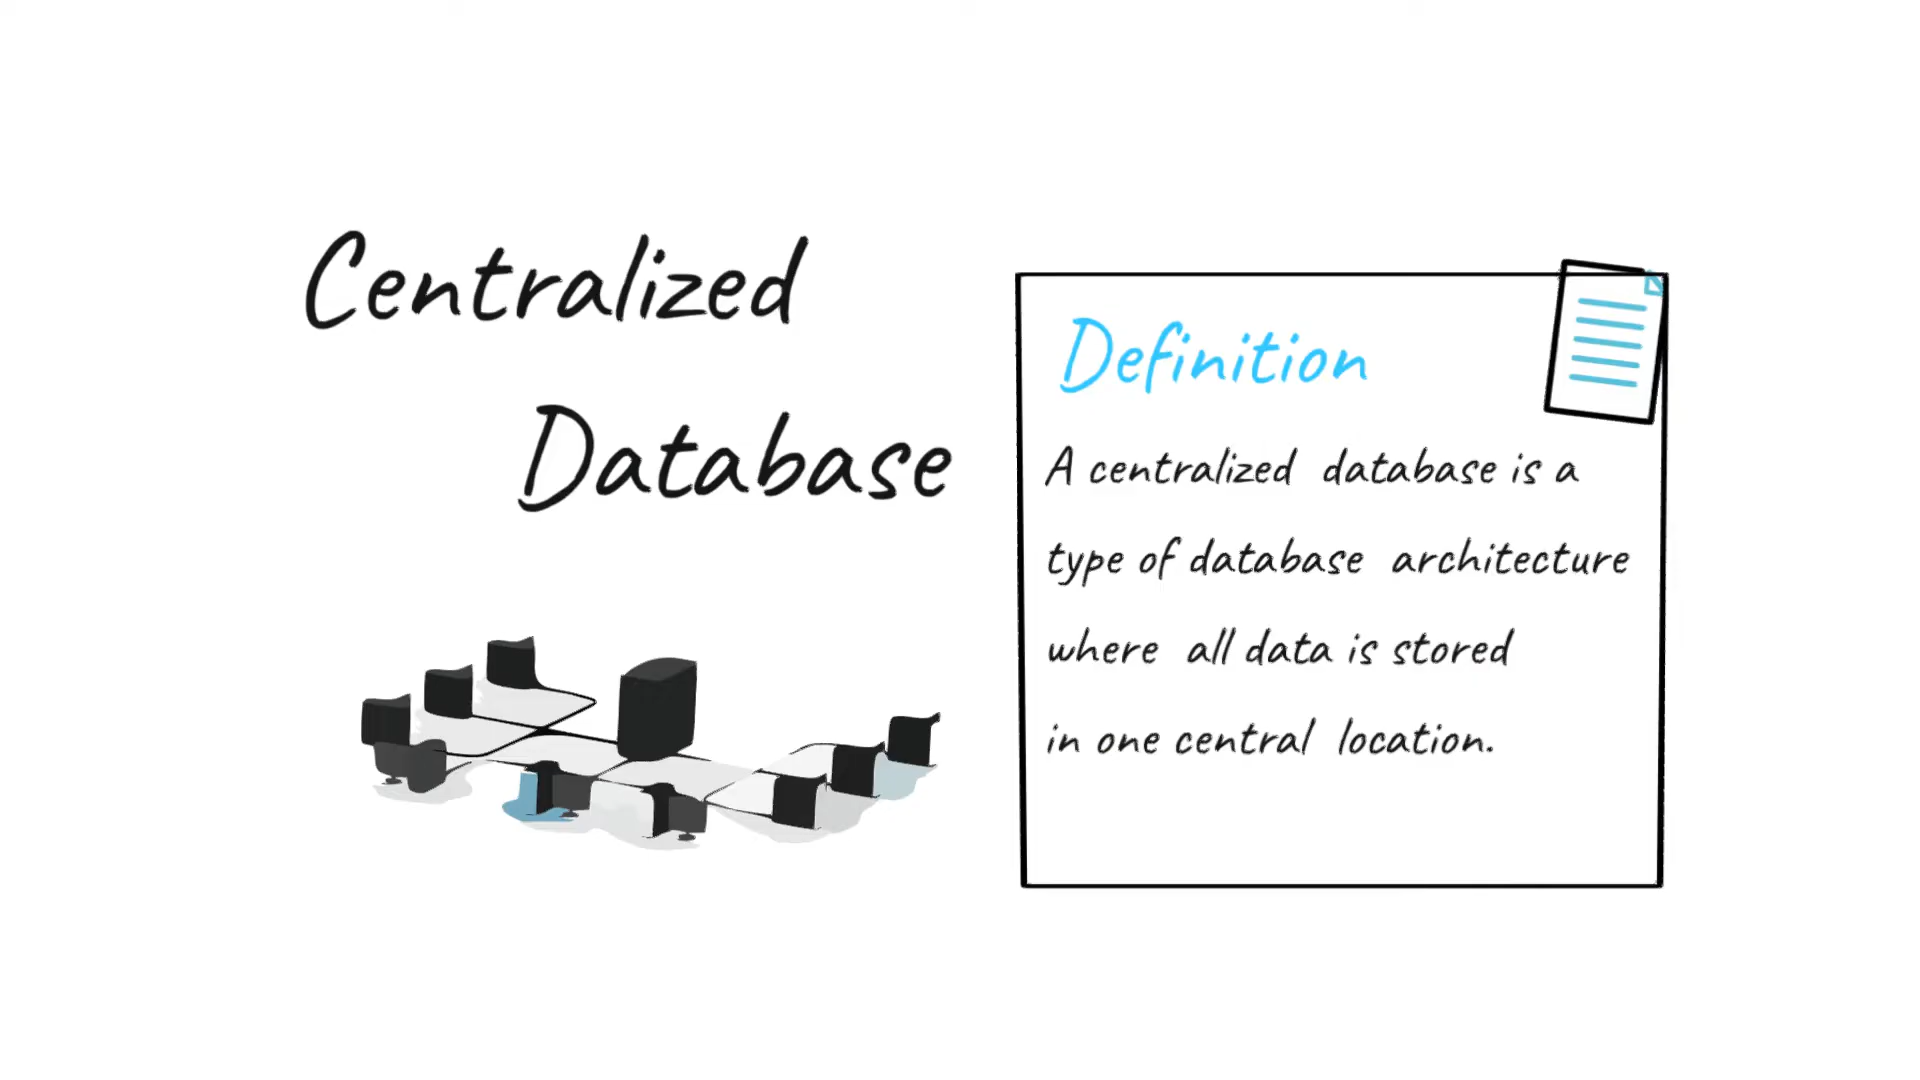 Centralized
Database
Definition
A centralized database is a
type of database architecture
where all data is stored
in one central location.